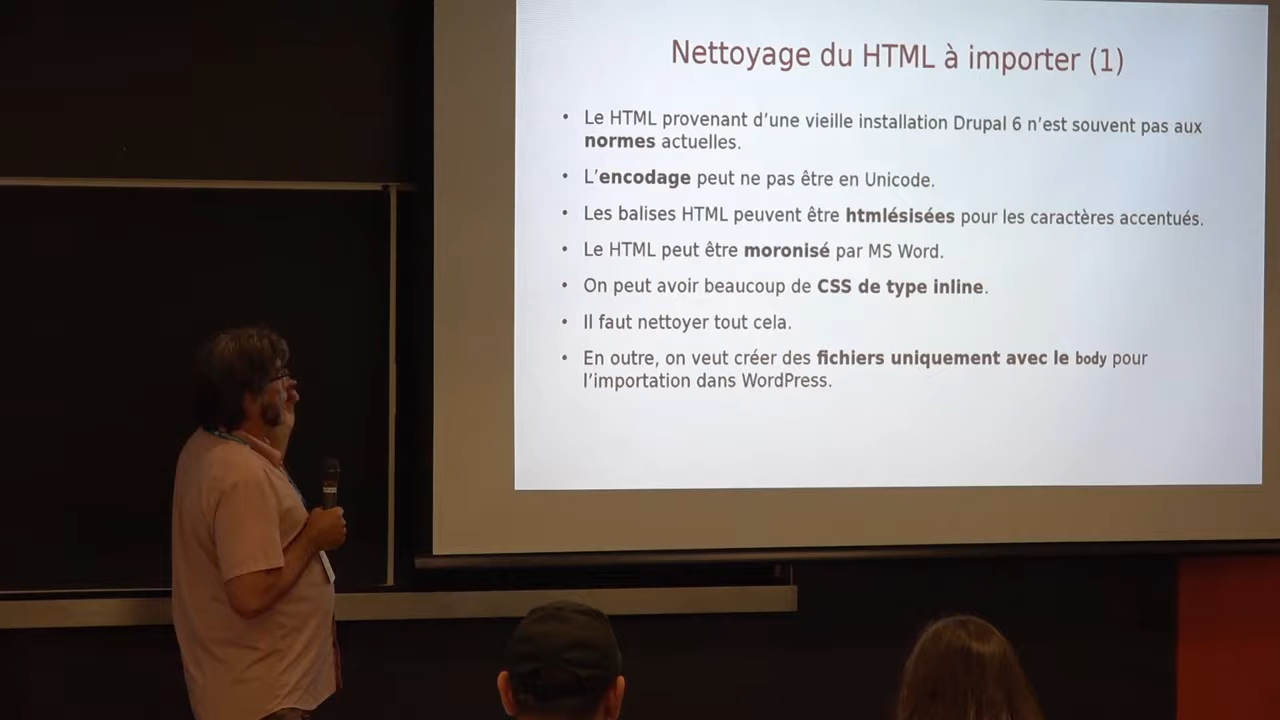 Nettoyage du HTML à importer (1)
• Le HTML provenant d’une vieille installation Drupal 6 n’est souvent pas aux
normes actuelles.
• L’encodage peut ne pas être en Unicode.
• Les balises HTML peuvent être htmlésisées pour les caractères accentués.
• Le HTML peut être moronisé par MS Word.
• On peut avoir beaucoup de CSS de type inline.
• Il faut nettoyer tout cela.
• En outre, on veut créer des fichiers uniquement avec le body pour
l’importation dans WordPress.